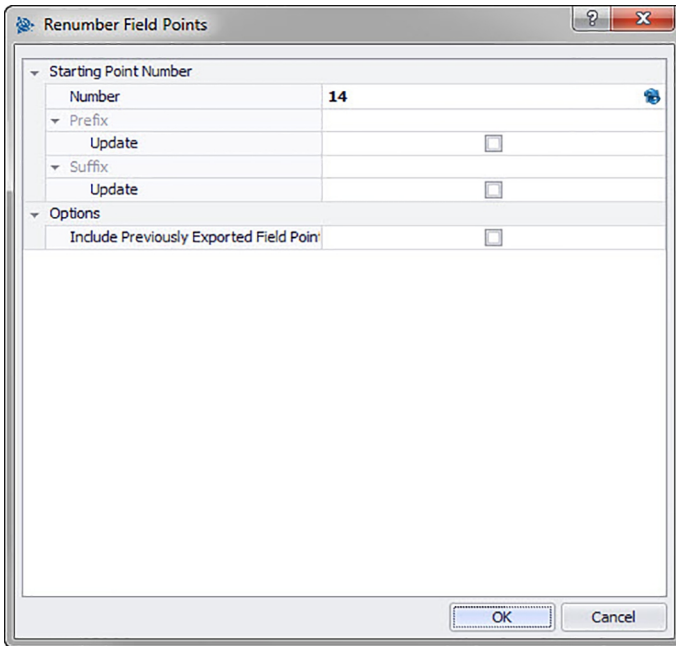 Renumber Field Points
Starting Point Number
Number 14
Prefix
Update
Suffix
Update
Options
Include Previously Exported Field Poin
OK Cancel